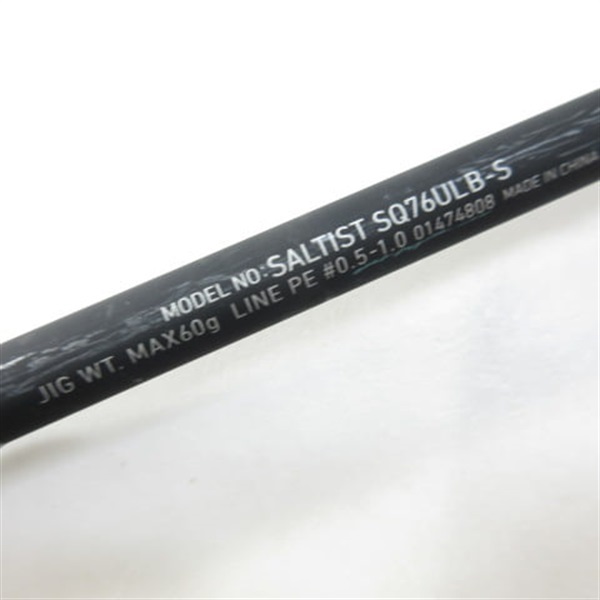 MODEL NO:SALTIST SQ76ULB-S
JIG WT. MAX60g LINE PE #0.5-1.0 01474808 MADE IN CHINA